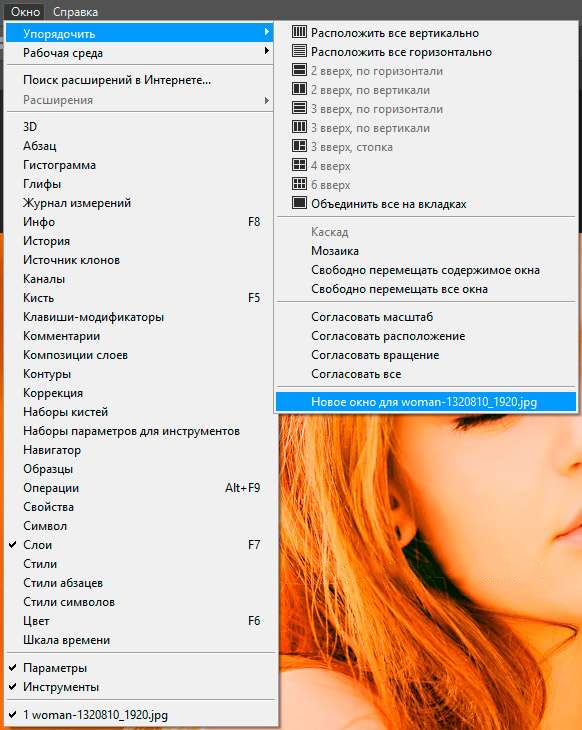 Окно Справка
Упорядочить
Рабочая среда
Поиск расширений в Интернете...
Расширения
3D
Абзац
Гистограмма
Глифы
Журнал измерений
Инфо F8
История
Источник клонов
Каналы
Кисть F5
Клавиши-модификаторы
Комментарии
Композиции слоев
Контуры
Коррекция
Наборы кистей
Наборы параметров для инструментов
Навигатор
Образцы
Операции Alt+F9
Свойства
Символ
Слои F7
Стили
Стили абзацев
Стили символов
Цвет F6
Шкала времени
Параметры
Инструменты
1 woman-1320810_1920.jpg
Расположить все вертикально
Расположить все горизонтально
2 вверх, по горизонтали
2 вверх, по вертикали
3 вверх, по горизонтали
3 вверх, по вертикали
3 вверх, стопка
4 вверх
6 вверх
Объединить все на вкладках
Каскад
Мозаика
Свободно перемещать содержимое окна
Свободно перемещать все окна
Согласовать масштаб
Согласовать расположение
Согласовать вращение
Согласовать все
Новое окно для woman-1320810_1920.jpg